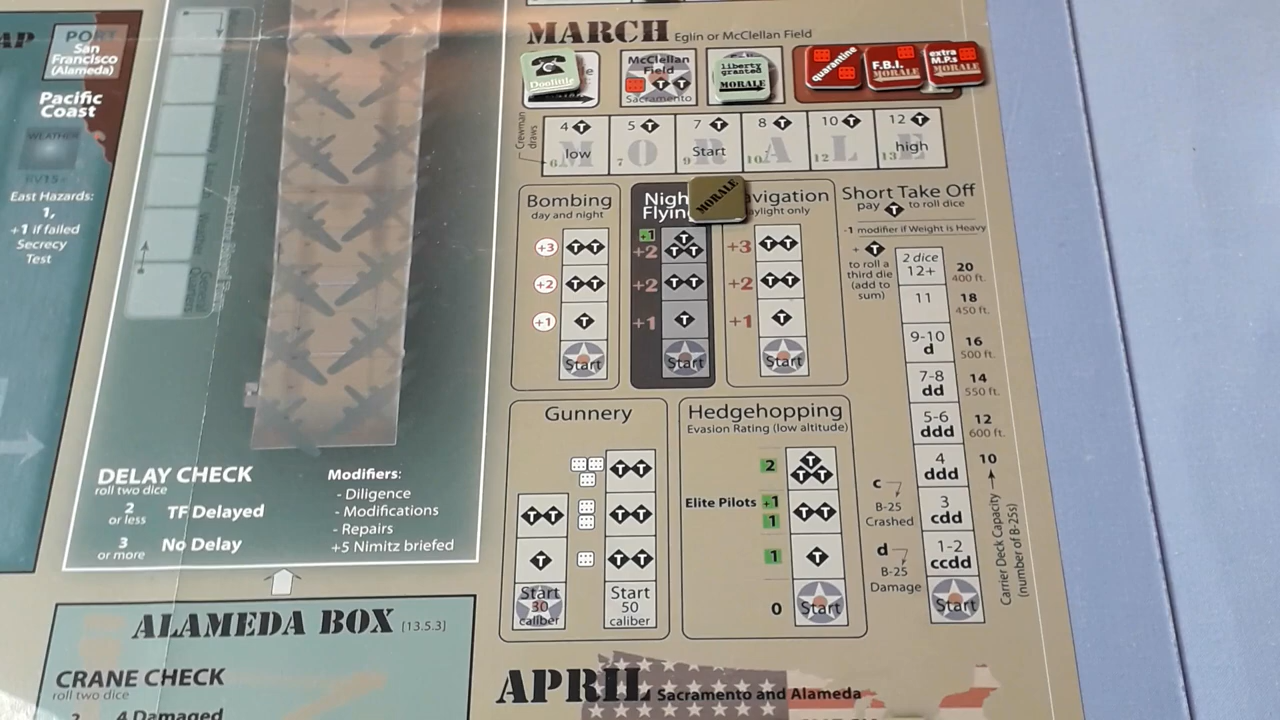 AP
PORT
San
Francisco
(Alameda)
Pacific
Coast
WEATHER
East Hazards:
1,
+1 if failed
Secrecy
Test
DELAY CHECK
roll two dice
2
or less
TF Delayed
3
or more
No Delay
Modifiers:
- Diligence
- Modifications
- Repairs
+5 Nimitz briefed
ALAMEDA BOX [13.5.3]
CRANE CHECK
roll two dice
4 Damaged
MARCH Eglin or McClellan Field
Doolittle
McClellan
Field
T T
Sacramento
liberty
granted
MORALE
quarantine
F.B.I.
MORALE
extra
M.P.s
MORALE
Crewman
draws
4 T 5 T 7 T 8 T 10 T 12 T
M O R A L E
low Start high
6 7 9 10 12 13
MORALE
Bombing
day and night
+3 T T
+2 T T
+1 T
Start
Nigh
Flying
+1
+2 T T T
+2 T T
+1 T
Start
avigation
aylight only
+3 T T
+2 T T
+1 T
Start
Short Take Off
pay T to roll dice
-1 modifier if Weight is Heavy
+ T
to roll a
third die
(add to
sum)
2 dice
12+
20
400 ft.
11
18
450 ft.
9-10
d
16
500 ft.
7-8
dd
14
550 ft.
5-6
ddd
12
600 ft.
4
ddd
10
3
cdd
1-2
ccdd
Start
c
B-25
Crashed
d
B-25
Damage
Carrier Deck Capacity
(number of B-25s)
Gunnery
T T
T T T T
T T T
Start
30
caliber
Start
50
caliber
Hedgehopping
Evasion Rating (low altitude)
2 T T T
Elite Pilots +1
1 T T
1 T
0 Start
APRIL Sacramento and Alameda